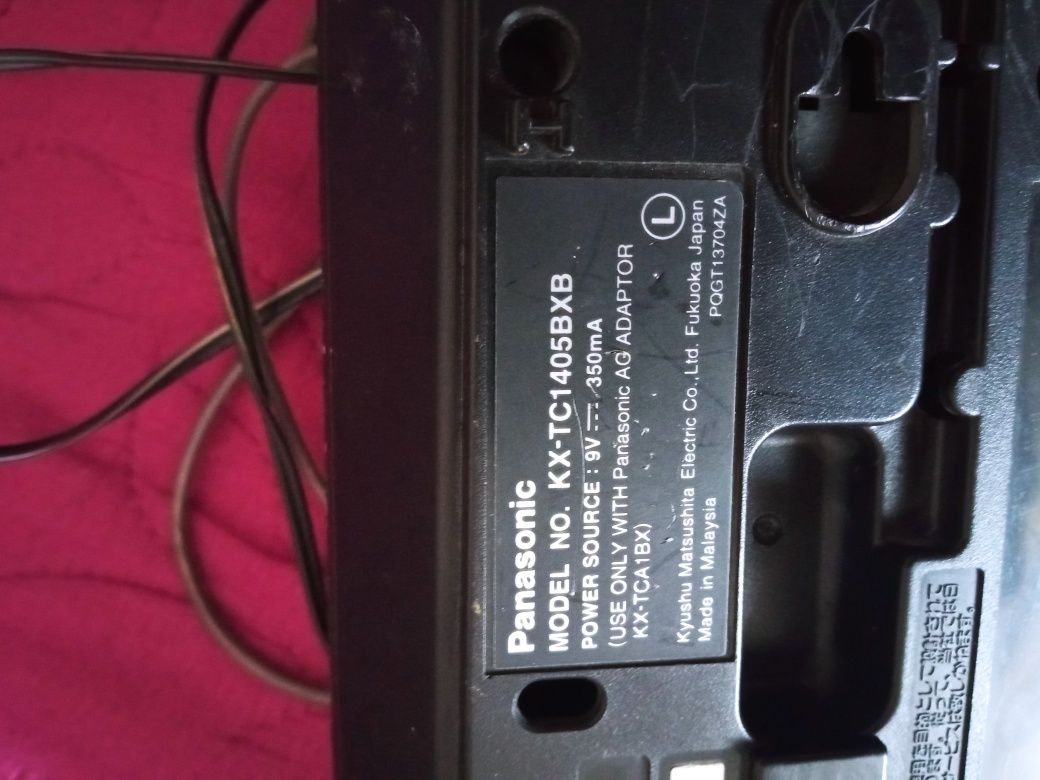 Panasonic
MODEL NO. KX-TC1405BXB
POWER SOURCE : 9V ⎓ 350mA
(USE ONLY WITH Panasonic AC ADAPTOR
KX-TCA1BX)
L
Kyushu Matsushita Electric Co.,Ltd. Fukuoka Japan
Made in Malaysia
PQGT13704ZA